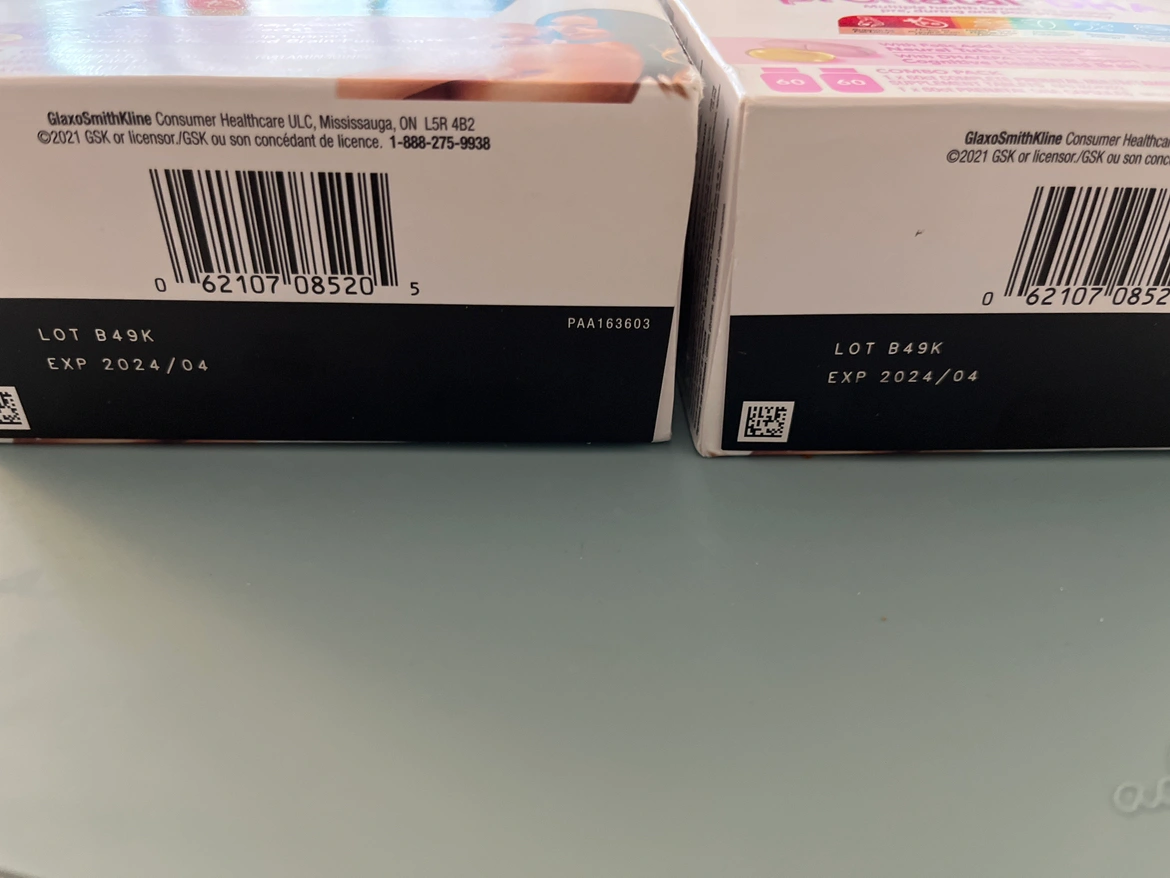 GlaxoSmithKline Consumer Healthcare ULC, Mississauga, ON L5R 4B2
©2021 GSK or licensor./GSK ou son concédant de licence. 1-888-275-9938
0 62107 08520 5
PAA163603
LOT B49K
EXP 2024/04
60 60 COMBO PACK
GlaxoSmithKline Consumer
©2021 GSK or licensor./GSK ou son
0 62107 0852
LOT B49K
EXP 2024/04